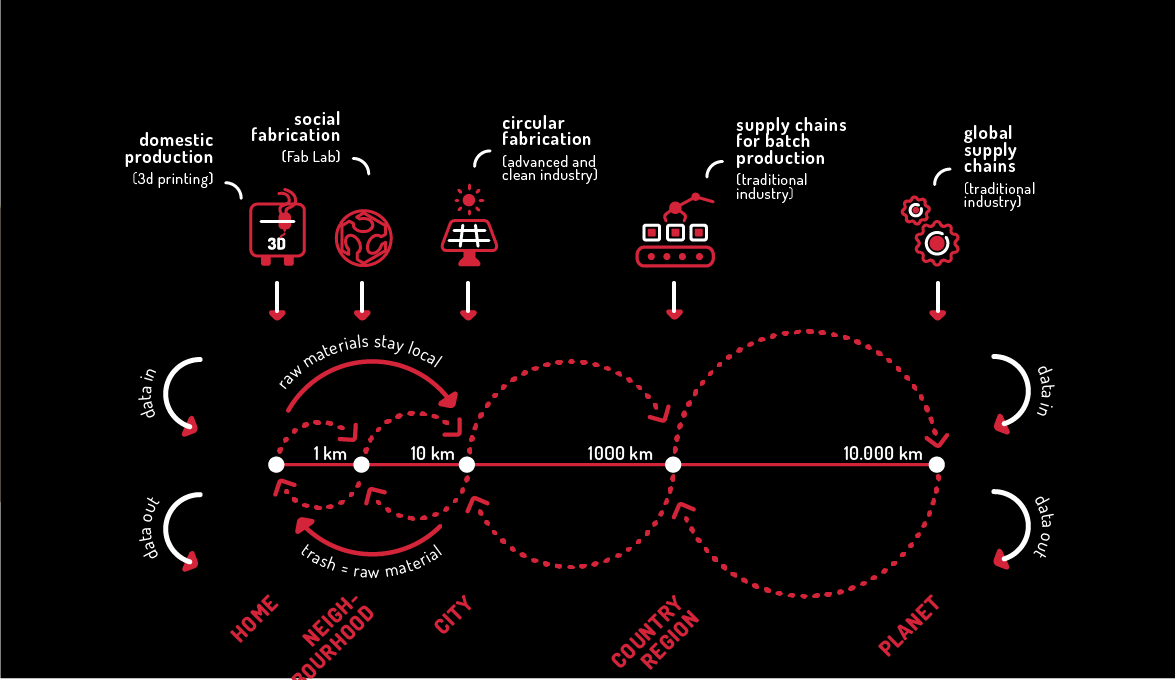 domestic
production
(3d printing)
social
fabrication
(Fab Lab)
circular
fabrication
(advanced and
clean industry)
supply chains
for batch
production
(traditional
industry)
global
supply
chains
(traditional
industry)
3D
raw materials stay local
data in
data in
1 km
10 km
1000 km
10.000 km
data out
data out
trash = raw material
HOME
NEIGH-
BOURHOOD
CITY
COUNTRY
REGION
PLANET